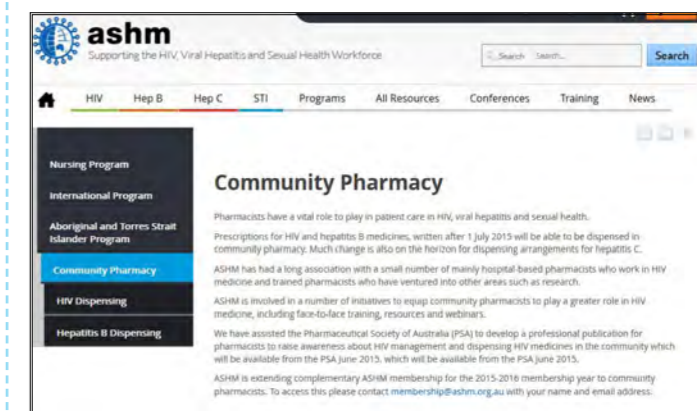 ashm
Supporting the HIV, Viral Hepatitis and Sexual Health Workforce
Search Search...
Search
HIV Hep B Hep C STI Programs All Resources Conferences Training News
Nursing Program
International Program
Aboriginal and Torres Strait
Islander Program
Community Pharmacy
HIV Dispensing
Hepatitis B Dispensing
Community Pharmacy
Pharmacists have a vital role to play in patient care in HIV, viral hepatitis and sexual health.
Prescriptions for HIV and hepatitis B medicines, written after 1 July 2015 will be able to be dispensed in
community pharmacy. Much change is also on the horizon for dispensing arrangements for hepatitis C.
ASHM has had a long association with a small number of mainly hospital-based pharmacists who work in HIV
medicine and trained pharmacists who have ventured into other areas such as research.
ASHM is involved in a number of initiatives to equip community pharmacists to play a greater role in HIV
medicine, including face-to-face training, resources and webinars.
We have assisted the Pharmaceutical Society of Australia (PSA) to develop a professional publication for
pharmacists to raise awareness about HIV management and dispensing HIV medicines in the community which
will be available from the PSA June 2015. which will be available from the PSA June 2015.
ASHM is extending complementary ASHM membership for the 2015-2016 membership year to community
pharmacists. To access this please contact membership@ashm.org.au with your name and email address.